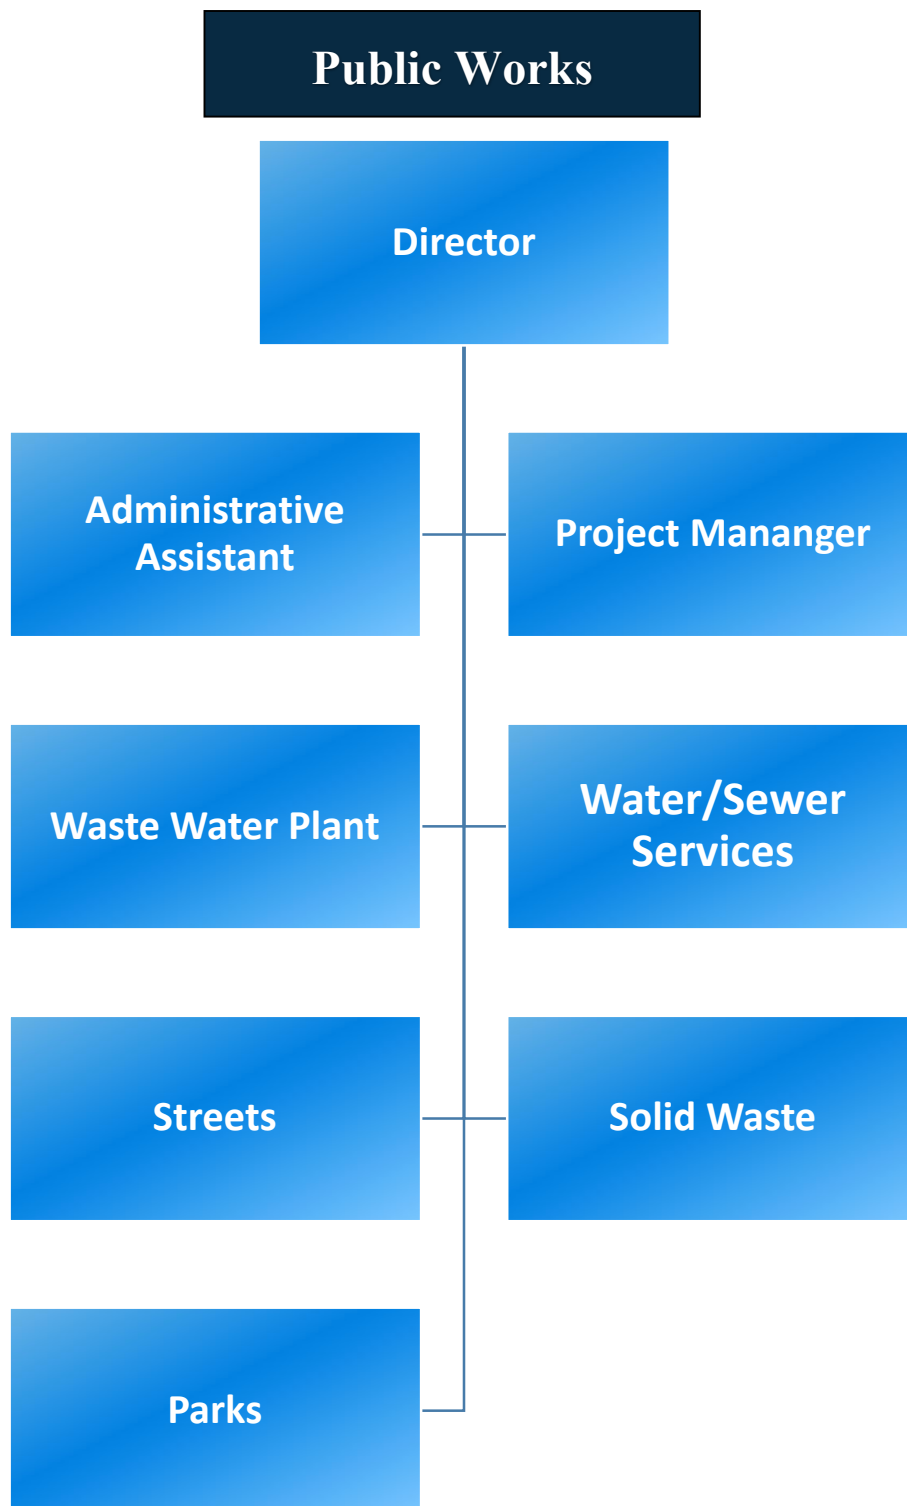 Public Works
Director
Administrative
Assistant
Project Mananger
Waste Water Plant
Water/Sewer
Services
Streets
Solid Waste
Parks